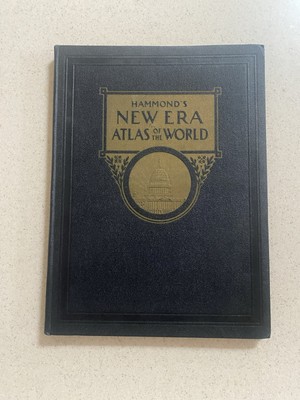 HAMMOND'S
NEW ERA
ATLAS OF THE WORLD